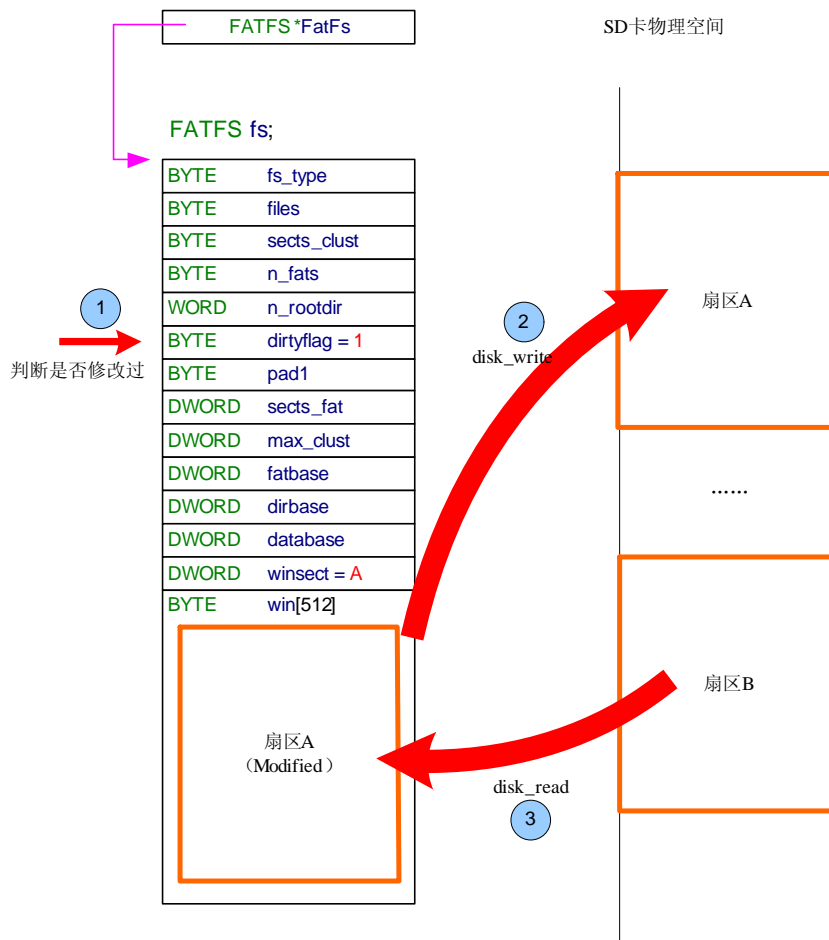 FATFS *FatFs
SD卡物理空间
FATFS fs;
BYTE fs_type
BYTE files
BYTE sects_clust
BYTE n_fats
WORD n_rootdir
BYTE dirtyflag = 1
BYTE pad1
DWORD sects_fat
DWORD max_clust
DWORD fatbase
DWORD dirbase
DWORD database
DWORD winsect = A
BYTE win[512]
扇区A
（Modified）
1
判断是否修改过
2
disk_write
扇区A
......
扇区B
disk_read
3